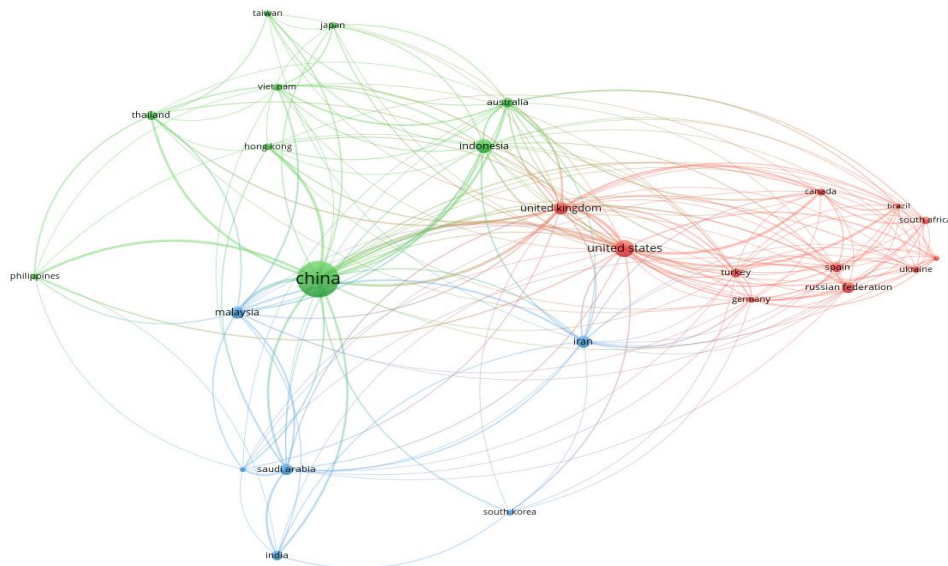 taiwan
japan
viet nam
australia
thailand
hong kong
indonesia
canada
united kingdom
brazil
south africa
united states
china
philippines
turkey
spain
ukraine
russian federation
germany
malaysia
iran
saudi arabia
south korea
india